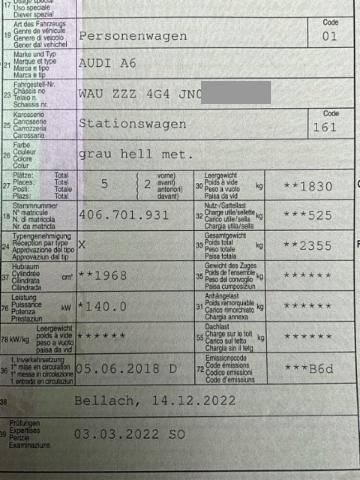 17
Uso speciale
Diever spezial
19 Art des Fahrzeugs
Genre de véhicule
Genere di veicolo
Gener dal vehichel
Personenwagen
Code
01
21 Marke und Typ
Marque et type
Marca e tipo
Marca e tip
AUDI A6
23 Fahrgestell-Nr.
Châssis no
Telaio n.
Schassis nr.
WAU ZZZ 4G4 JN0
25 Karosserie
Carrosserie
Carrozzeria
Carossaria
Stationswagen
Code
161
26 Farbe
Couleur
Colore
Colur
grau hell met.
27 Plätze: Total
Places: Total
Posti: Totale
Plazs: Total
5 ( 2
vorne)
avant)
anteriori)
davant)
30 Leergewicht
Poids à vide
Peso a vuoto
Paisa da vid
kg
***1830
18 Stammnummer
N° matricule
N. di matricola
Nr. da matricla
406.701.931
32 Nutz-/Sattellast
Charge utile/sellette
Carico utile/sella
Chargia utila/sella
kg
****525
24 Typengenehmigung
Réception par type
Approvazione del tipo
Approvaziun dal tip
X
33 Gesamtgewicht
Poids total
Peso totale
Paisa totala
kg
***2355
37 Hubraum
Cylindrée
Cilindrata
Cilindrada
cm³
**1968
35 Gewicht des Zuges
Poids de l'ensemble
Peso del convoglio
Paisa cumposiziun
kg
******
76 Leistung
Puissance
Potenza
Prestaziun
kW
*140.0
31 Anhängelast
Poids remorquable
Carico rimorchiato
Chargia annexa
kg
******
78 kW/kg
Leergewicht
poids à vide
peso a vuoto
paisa da vid
******
55 Dachlast
Charge sur le toit
Carico sul tetto
Chargia sin il tetg
kg
******
36 1. Inverkehrsetzung
1re mise en circulation
1a messa in circolazione
1. entrada en circulaziun
05.06.2018 D
72 Emissionscode
Code émissions
Codice emissioni
Code d'emissiuns
***B6d
38
Bellach, 14.12.2022
39 Prüfungen
Expertises
Perizie
Examinaziuns
03.03.2022 SO